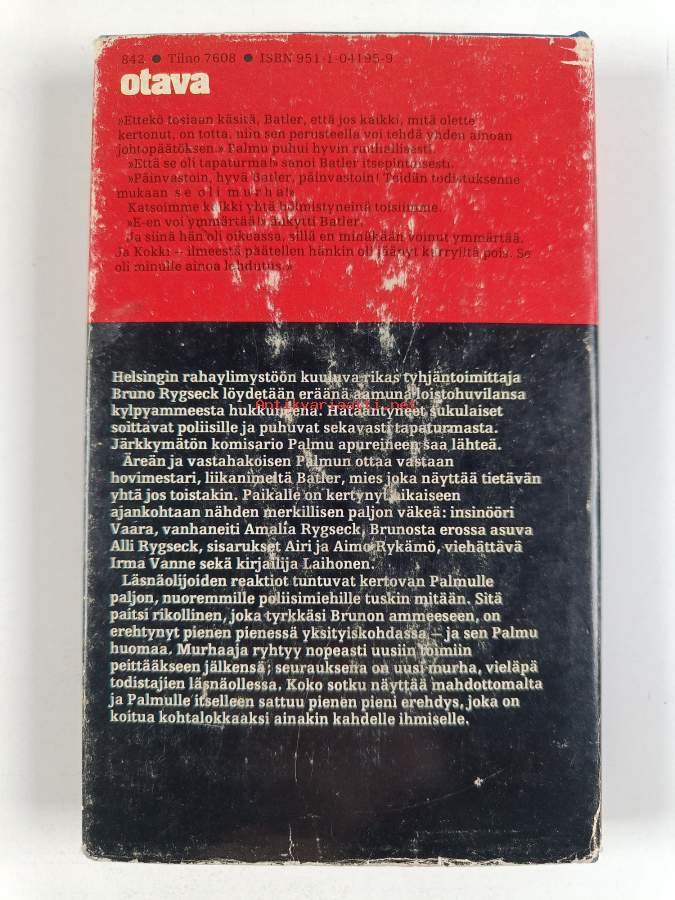 842 ● Tilno 7608 ● ISBN 951-1-04195-9
otava
»Ettekö tosiaan käsitä, Batler, että jos kaikki, mitä olette
kertonut, on totta, niin sen perusteella voi tehdä yhden ainoan
johtopäätöksen.» Palmu puhui hyvin rauhallisesti.
»Että se oli tapaturma!» sanoi Batler itsepintaisesti.
»Päinvastoin, hyvä Batler, päinvastoin! Teidän todistuksenne
mukaan se oli murha!»
Katsoimme kaikki yhtä hölmistyneinä toisiimme.
»E-en voi ymmärtää!» änkytti Batler.
Ja siinä hän oli oikeassa, sillä en minäkään voinut ymmärtää.
Ja Kokki – ilmeestä päätellen hänkin oli jäänyt kärryiltä pois. Se
oli minulle ainoa lohdutus.»
Helsingin rahaylimystöön kuuluva rikas tyhjäntoimittaja
Bruno Rygseck löydetään eräänä aamuna loistohuvilansa
Antikvariaatti.net
kylpyammeesta hukkuneena. Hätääntyneet sukulaiset
soittavat poliisille ja puhuvat sekavasti tapaturmasta.
Järkkymätön komisario Palmu apureineen saa lähteä.
Äreän ja vastahakoisen Palmun ottaa vastaan
hovimestari, liikanimeltä Batler, mies joka näyttää tietävän
yhtä jos toistakin. Paikalle on kertynyt aikaiseen
ajankohtaan nähden merkillisen paljon väkeä: insinööri
Vaara, vanhaneiti Amalia Rygseck, Brunosta erossa asuva
Alli Rygseck, sisarukset Airi ja Aimo Rykämö, viehättävä
Irma Vanne sekä kirjailija Laihonen.
Läsnäolijoiden reaktiot tuntuvat kertovan Palmulle
paljon, nuoremmille poliisimiehille tuskin mitään. Sitä
paitsi rikollinen, joka tyrkkäsi Brunon ammeeseen, on
erehtynyt pienen pienessä yksityiskohdassa – ja sen Palmu
huomaa. Murhaaja ryhtyy nopeasti uusiin toimiin
peittääkseen jälkensä; seurauksena on uusi murha, vieläpä
todistajien läsnäollessa. Koko sotku näyttää mahdottomalta
ja Palmulle itselleen sattuu pienen pieni erehdys, joka on
koitua kohtalokkaaksi ainakin kahdelle ihmiselle.